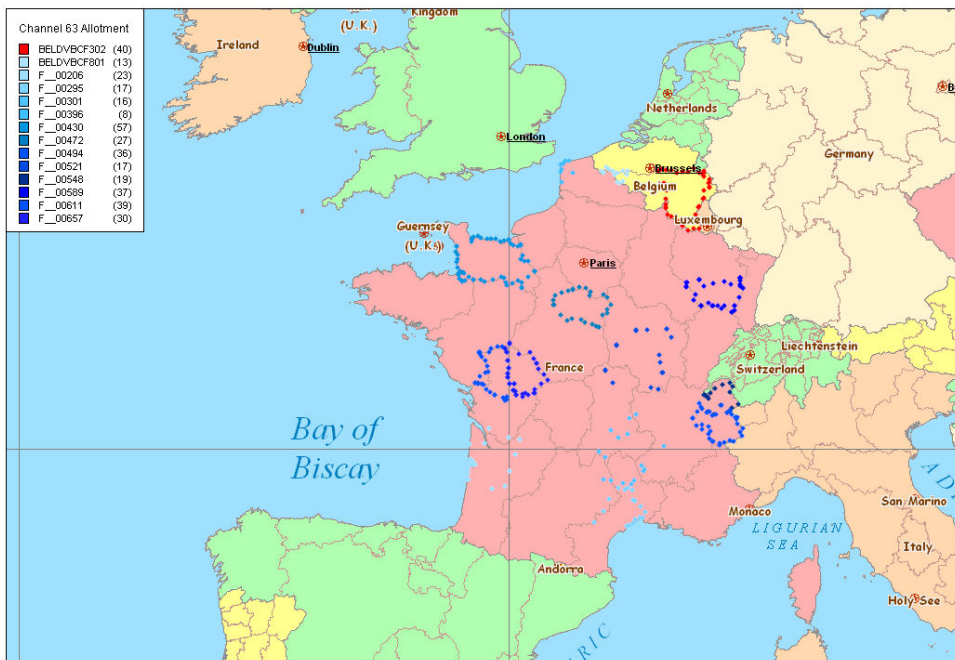 Channel 63 Allotment
BELDVBCF302 (40)
BELDVBCF801 (13)
F__00206 (23)
F__00295 (17)
F__00301 (16)
F__00396 (8)
F__00430 (57)
F__00472 (27)
F__00494 (36)
F__00521 (17)
F__00548 (19)
F__00589 (37)
F__00611 (39)
F__00657 (30)
Kingdom
(U.K.)
Ireland
Dublin
Netherlands
London
Brussels
Belgium
Germany
Luxembourg
Guernsey
(U.K.)
Paris
Liechtenstein
Switzerland
France
Bay of
Biscay
San Marino
Monaco
LIGURIAN
SEA
Italy
Andorra
Holy See